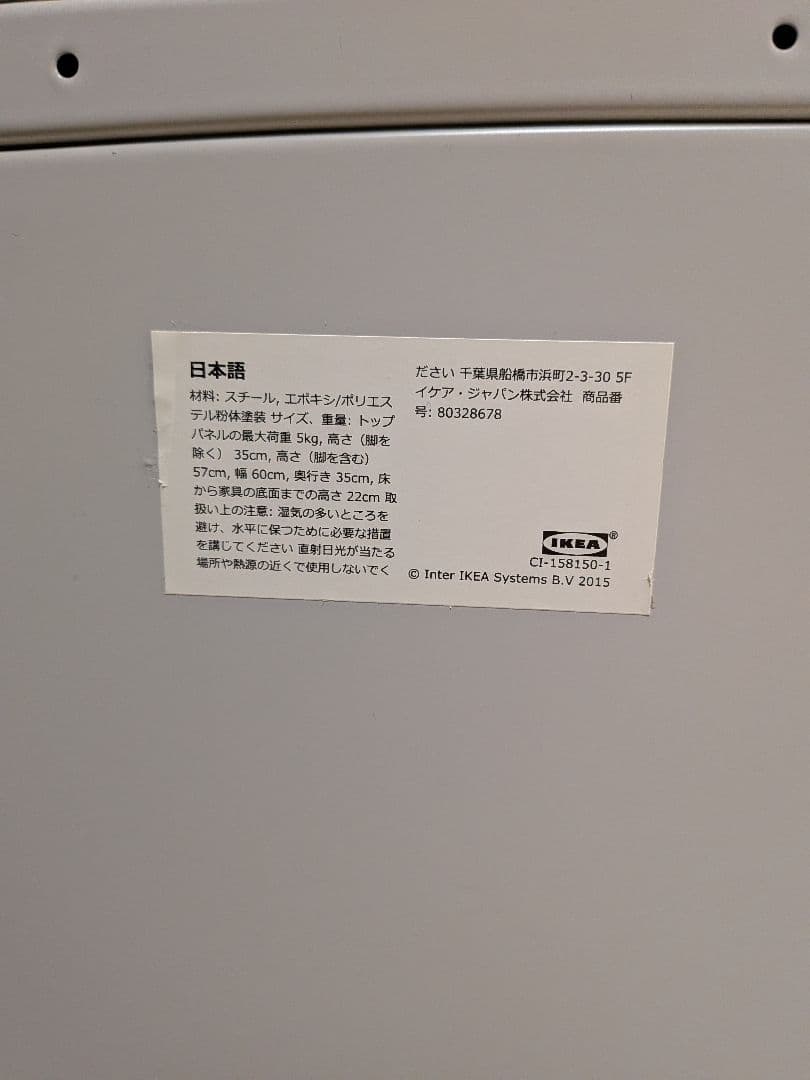 日本語
材料: スチール, エポキシ/ポリエス
テル粉体塗装 サイズ、重量: トップ
パネルの最大荷重 5kg, 高さ（脚を
除く） 35cm, 高さ（脚を含む）
57cm, 幅 60cm, 奥行き 35cm, 床
から家具の底面までの高さ 22cm 取
扱い上の注意: 湿気の多いところを
避け、水平に保つために必要な措置
を講じてください 直射日光が当たる
場所や熱源の近くで使用しないでく
ださい 千葉県船橋市浜町2-3-30 5F
イケア・ジャパン株式会社 商品番
号: 80328678
IKEA®
CI-158150-1
© Inter IKEA Systems B.V 2015